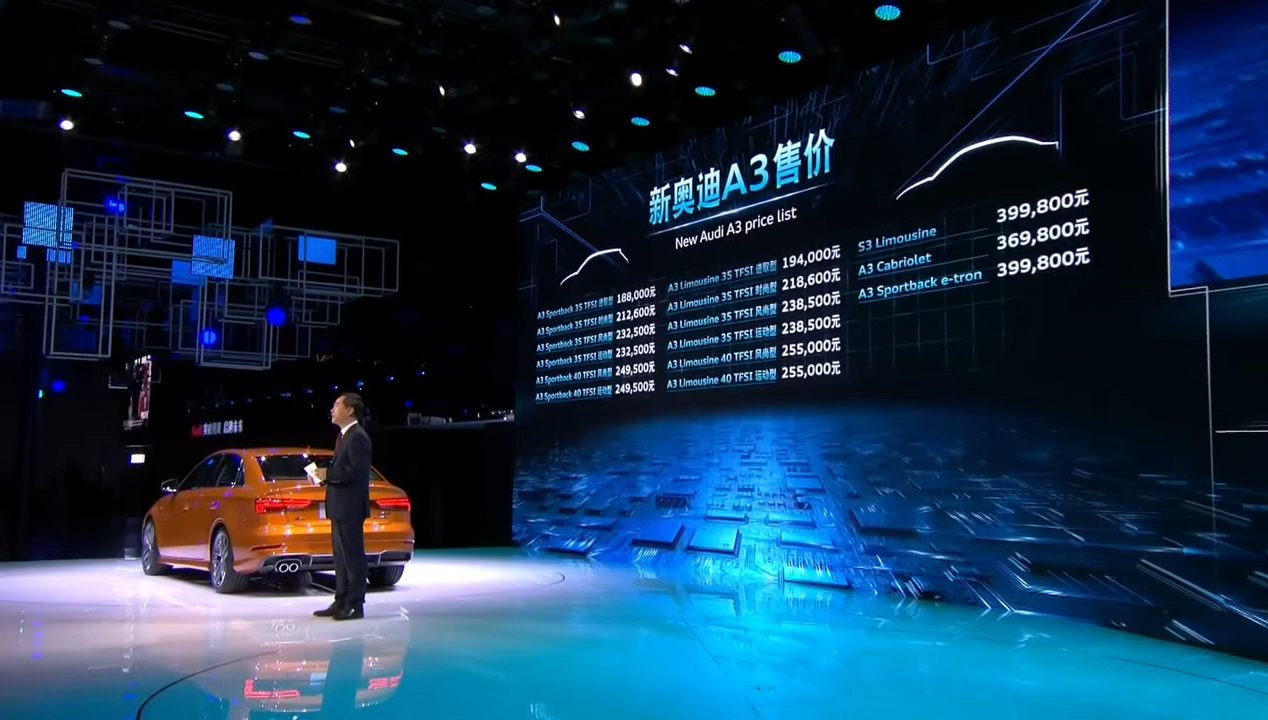 新奥迪A3售价
New Audi A3 price list
A3 Sportback 35 TFSI 进取型 188,000元
A3 Sportback 35 TFSI 时尚型 212,600元
A3 Sportback 35 TFSI 风尚型 232,500元
A3 Sportback 35 TFSI 运动型 232,500元
A3 Sportback 40 TFSI 风尚型 249,500元
A3 Sportback 40 TFSI 运动型 249,500元
A3 Limousine 35 TFSI 进取型 194,000元
A3 Limousine 35 TFSI 时尚型 218,600元
A3 Limousine 35 TFSI 风尚型 238,500元
A3 Limousine 35 TFSI 运动型 238,500元
A3 Limousine 40 TFSI 风尚型 255,000元
A3 Limousine 40 TFSI 运动型 255,000元
S3 Limousine 399,800元
A3 Cabriolet 369,800元
A3 Sportback e-tron 399,800元